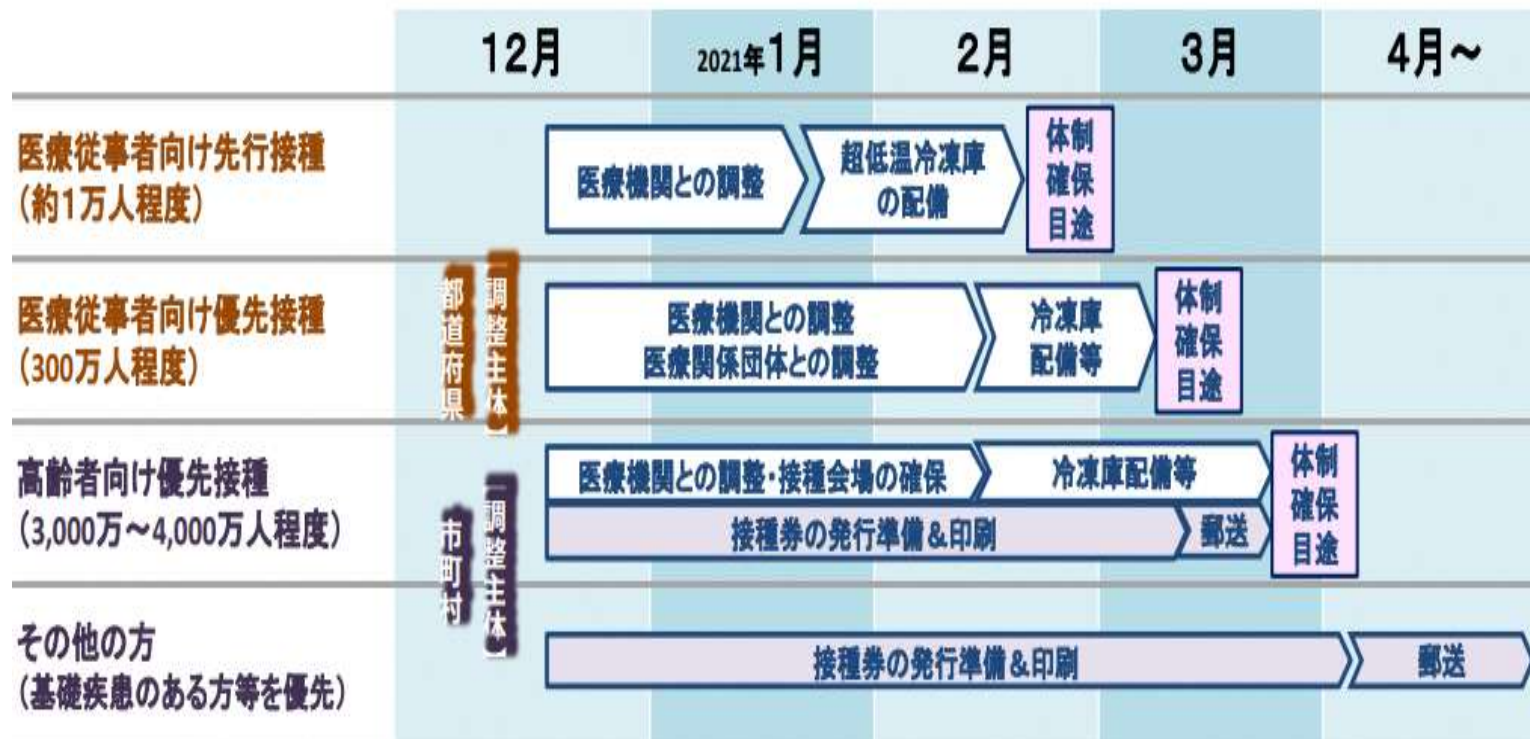 12月
2021年1月
2月
3月
4月～
医療従事者向け先行接種
（約1万人程度）
医療機関との調整
超低温冷凍庫
の配備
体制
確保
目途
【調整主体】
都道府県
医療従事者向け優先接種
（300万人程度）
医療機関との調整
医療関係団体との調整
冷凍庫
配備等
体制
確保
目途
高齢者向け優先接種
（3,000万～4,000万人程度）
【調整主体】
市町村
医療機関との調整・接種会場の確保
冷凍庫配備等
接種券の発行準備＆印刷
郵送
体制
確保
目途
その他の方
（基礎疾患のある方等を優先）
接種券の発行準備＆印刷
郵送